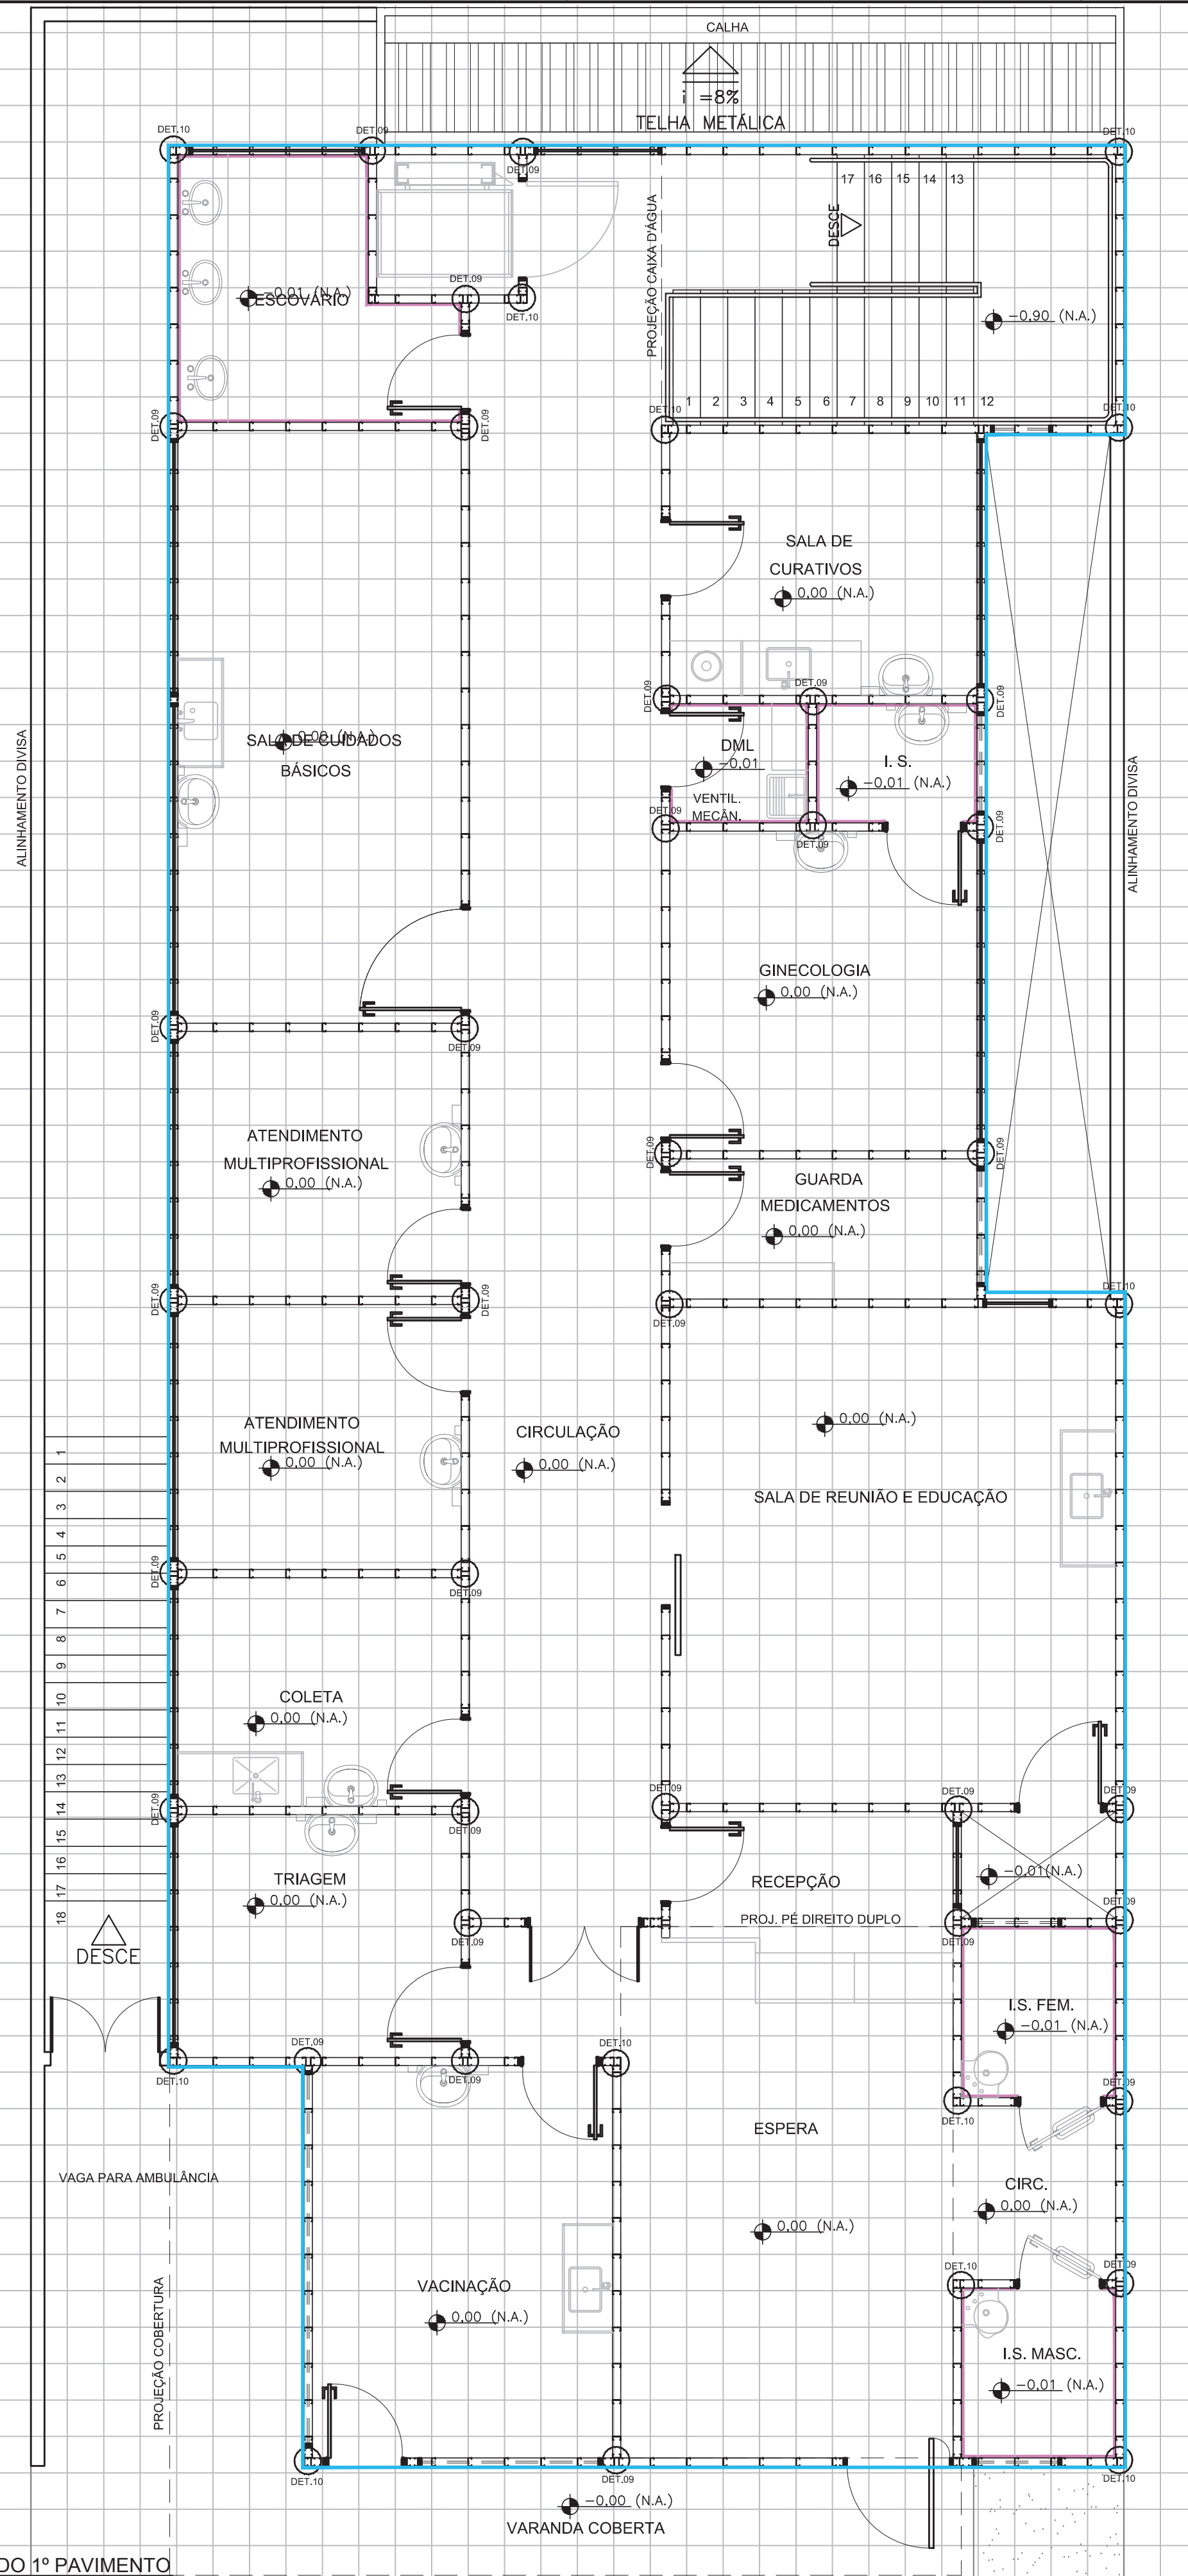 CALHA
i =8%
TELHA METÁLICA
DET.10
DET.09
DET.09
DET.10
17 16 15 14 13
DESCE
PROJEÇÃO CAIXA D'ÁGUA
-0,01 (N.A.)
ESCOVÁRIO
DET.09
DET.10
-0,90 (N.A.)
1 2 3 4 5 6 7 8 9 10 11 12
DET.09
DET.09
DET.10
DET.10
SALA DE
CURATIVOS
0,00 (N.A.)
ALINHAMENTO DIVISA
0,00 (N.A.)
SALA DE CUIDADOS
BÁSICOS
DET.09
DET.09
DET.09
DML
-0,01
VENTIL.
MECÂN.
I. S.
-0,01 (N.A.)
ALINHAMENTO DIVISA
DET.09
DET.09
DET.09
GINECOLOGIA
0,00 (N.A.)
DET.09
DET.09
ATENDIMENTO
MULTIPROFISSIONAL
0,00 (N.A.)
DET.09
DET.09
GUARDA
MEDICAMENTOS
0,00 (N.A.)
DET.09
DET.09
DET.09
DET.10
ATENDIMENTO
MULTIPROFISSIONAL
0,00 (N.A.)
CIRCULAÇÃO
0,00 (N.A.)
0,00 (N.A.)
SALA DE REUNIÃO E EDUCAÇÃO
1
2
3
4
5
6
7
8
9
10
11
12
13
14
15
16
17
18
DESCE
DET.09
DET.09
COLETA
0,00 (N.A.)
DET.09
DET.09
DET.09
DET.09
DET.09
TRIAGEM
0,00 (N.A.)
RECEPÇÃO
-0,01(N.A.)
PROJ. PÉ DIREITO DUPLO
DET.09
DET.09
DET.09
I.S. FEM.
-0,01 (N.A.)
DET.10
DET.09
DET.09
DET.10
DET.10
DET.09
ESPERA
VAGA PARA AMBULÂNCIA
CIRC.
0,00 (N.A.)
0,00 (N.A.)
DET.10
DET.09
PROJEÇÃO COBERTURA
VACINAÇÃO
0,00 (N.A.)
I.S. MASC.
-0,01 (N.A.)
DET.10
DET.09
DET.10
-0,00 (N.A.)
VARANDA COBERTA
DO 1º PAVIMENTO